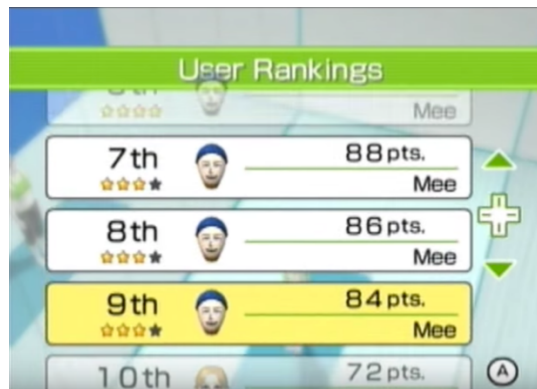 User Rankings
Mee
7th
88pts.
Mee
8th
86pts.
Mee
9th
84pts.
Mee
10th
72pts.
A